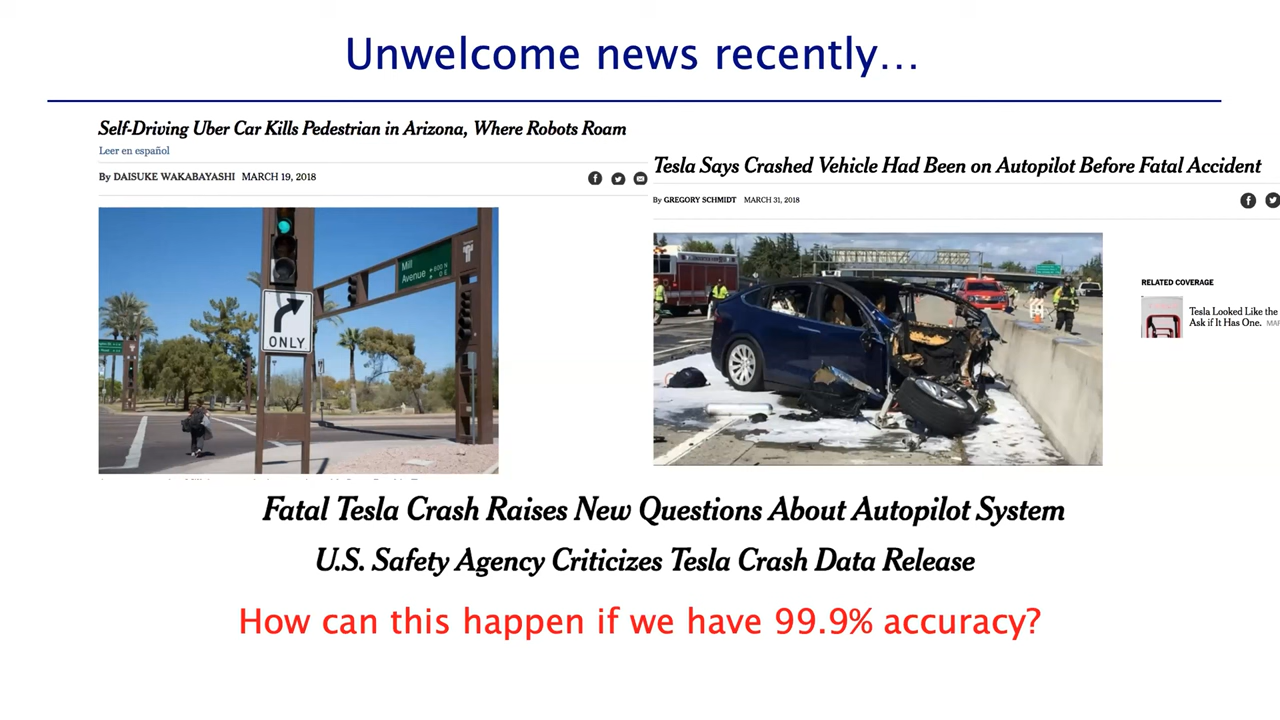 Unwelcome news recently…
Self-Driving Uber Car Kills Pedestrian in Arizona, Where Robots Roam
Leer en español
By DAISUKE WAKABAYASHI MARCH 19, 2018
Mill
Avenue
ONLY
Tesla Says Crashed Vehicle Had Been on Autopilot Before Fatal Accident
By GREGORY SCHMIDT MARCH 31, 2018
RELATED COVERAGE
Tesla Looked Like the
Ask if It Has One.
Fatal Tesla Crash Raises New Questions About Autopilot System
U.S. Safety Agency Criticizes Tesla Crash Data Release
How can this happen if we have 99.9% accuracy?